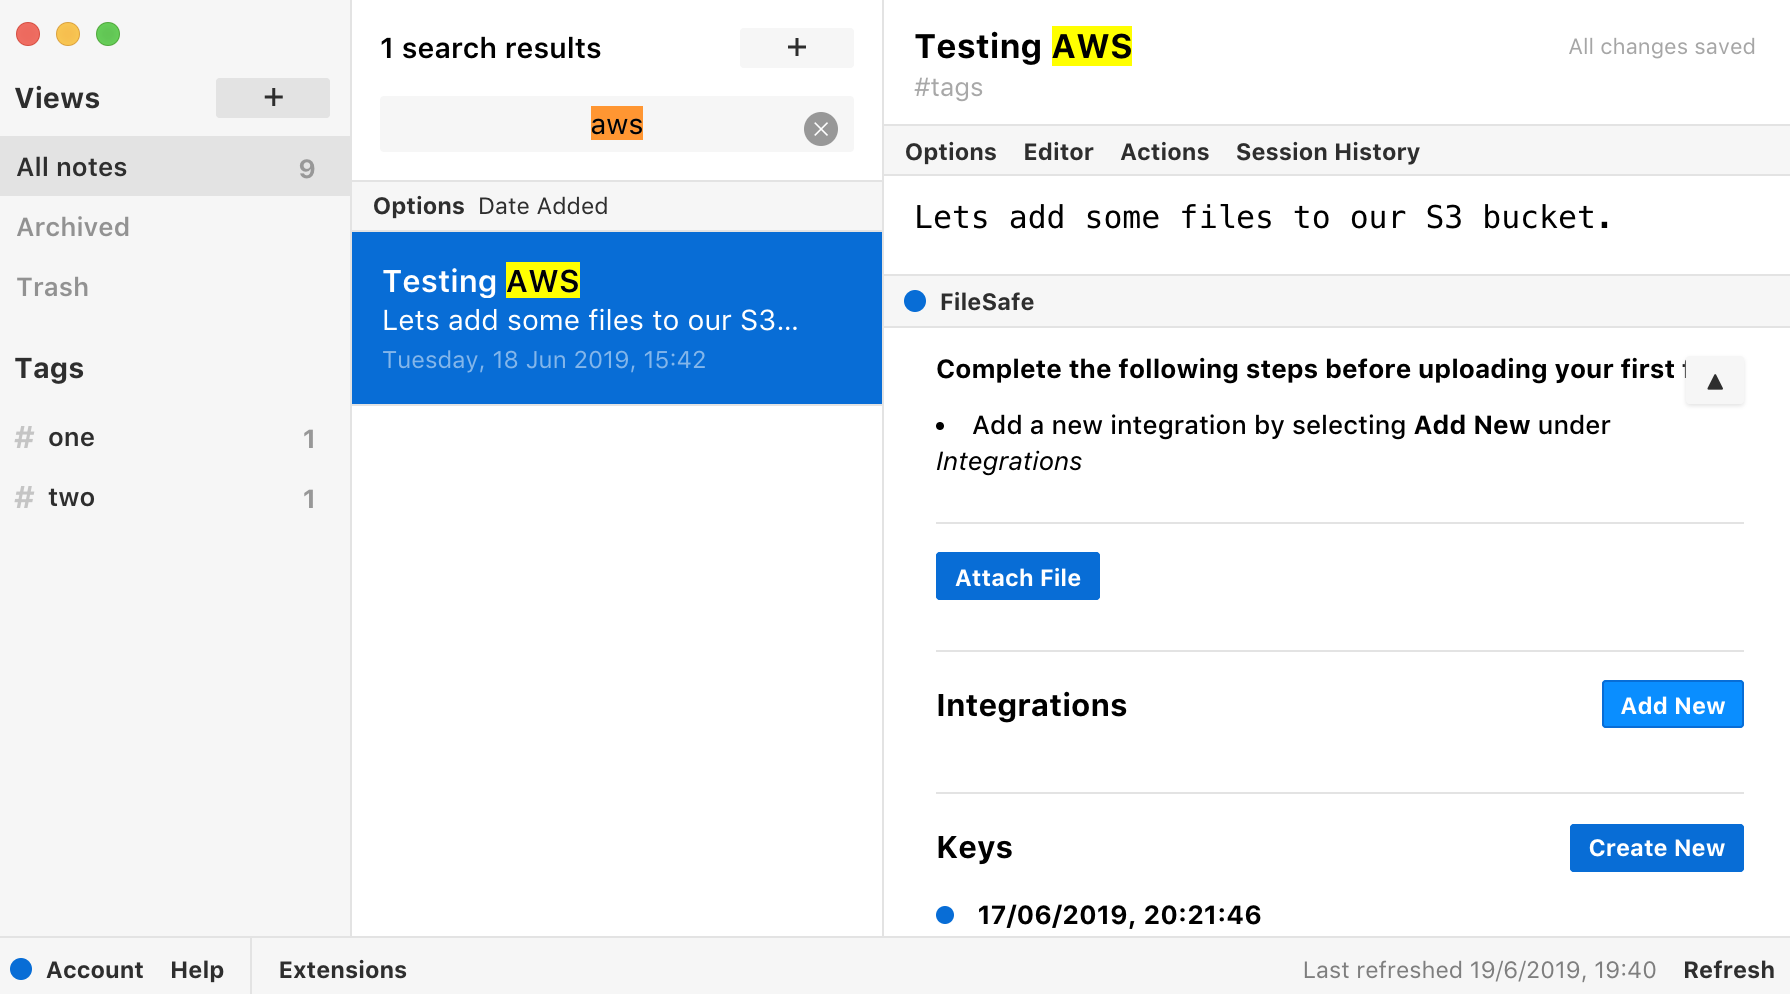 Views
+
All notes 9
Archived
Trash
Tags
# one 1
# two 1
1 search results
+
aws
Options Date Added
Testing AWS
Lets add some files to our S3...
Tuesday, 18 Jun 2019, 15:42
Testing AWS
All changes saved
#tags
Options Editor Actions Session History
Lets add some files to our S3 bucket.
FileSafe
Complete the following steps before uploading your first
▲
• Add a new integration by selecting Add New under
Integrations
Attach File
Integrations
Add New
Keys
Create New
17/06/2019, 20:21:46
Account Help Extensions
Last refreshed 19/6/2019, 19:40 Refresh